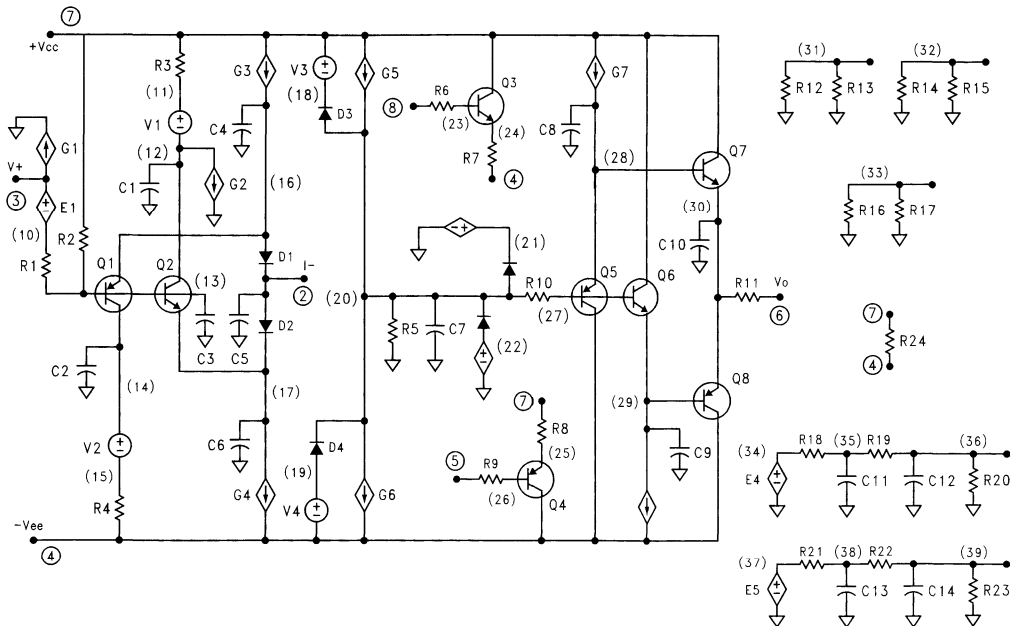 ⑦
+Vcc
R3
(11)
V1
(12)
G1
V+
③
E1
(10)
R2
R1
C1
G2
Q1
Q2
(13)
C3
C2
(14)
V2
(15)
R4
-Vee
④
G3
C4
(16)
D1
I-
②
C5
D2
(17)
C6
G4
V3
(18)
D3
G5
(20)
D4
(19)
V4
G6
⑧
R6
(23)
Q3
(24)
R7
④
-+
(21)
R10
(27)
R5
C7
(22)
⑦
R8
(25)
⑤
R9
(26)
Q4
G7
C8
(28)
Q5
Q6
(29)
C9
Q7
(30)
C10
R11
Vo
⑥
Q8
(31)
R12
R13
(32)
R14
R15
(33)
R16
R17
⑦
R24
④
(34)
R18
(35)
R19
(36)
E4
C11
C12
R20
(37)
R21
(38)
R22
(39)
E5
C13
C14
R23